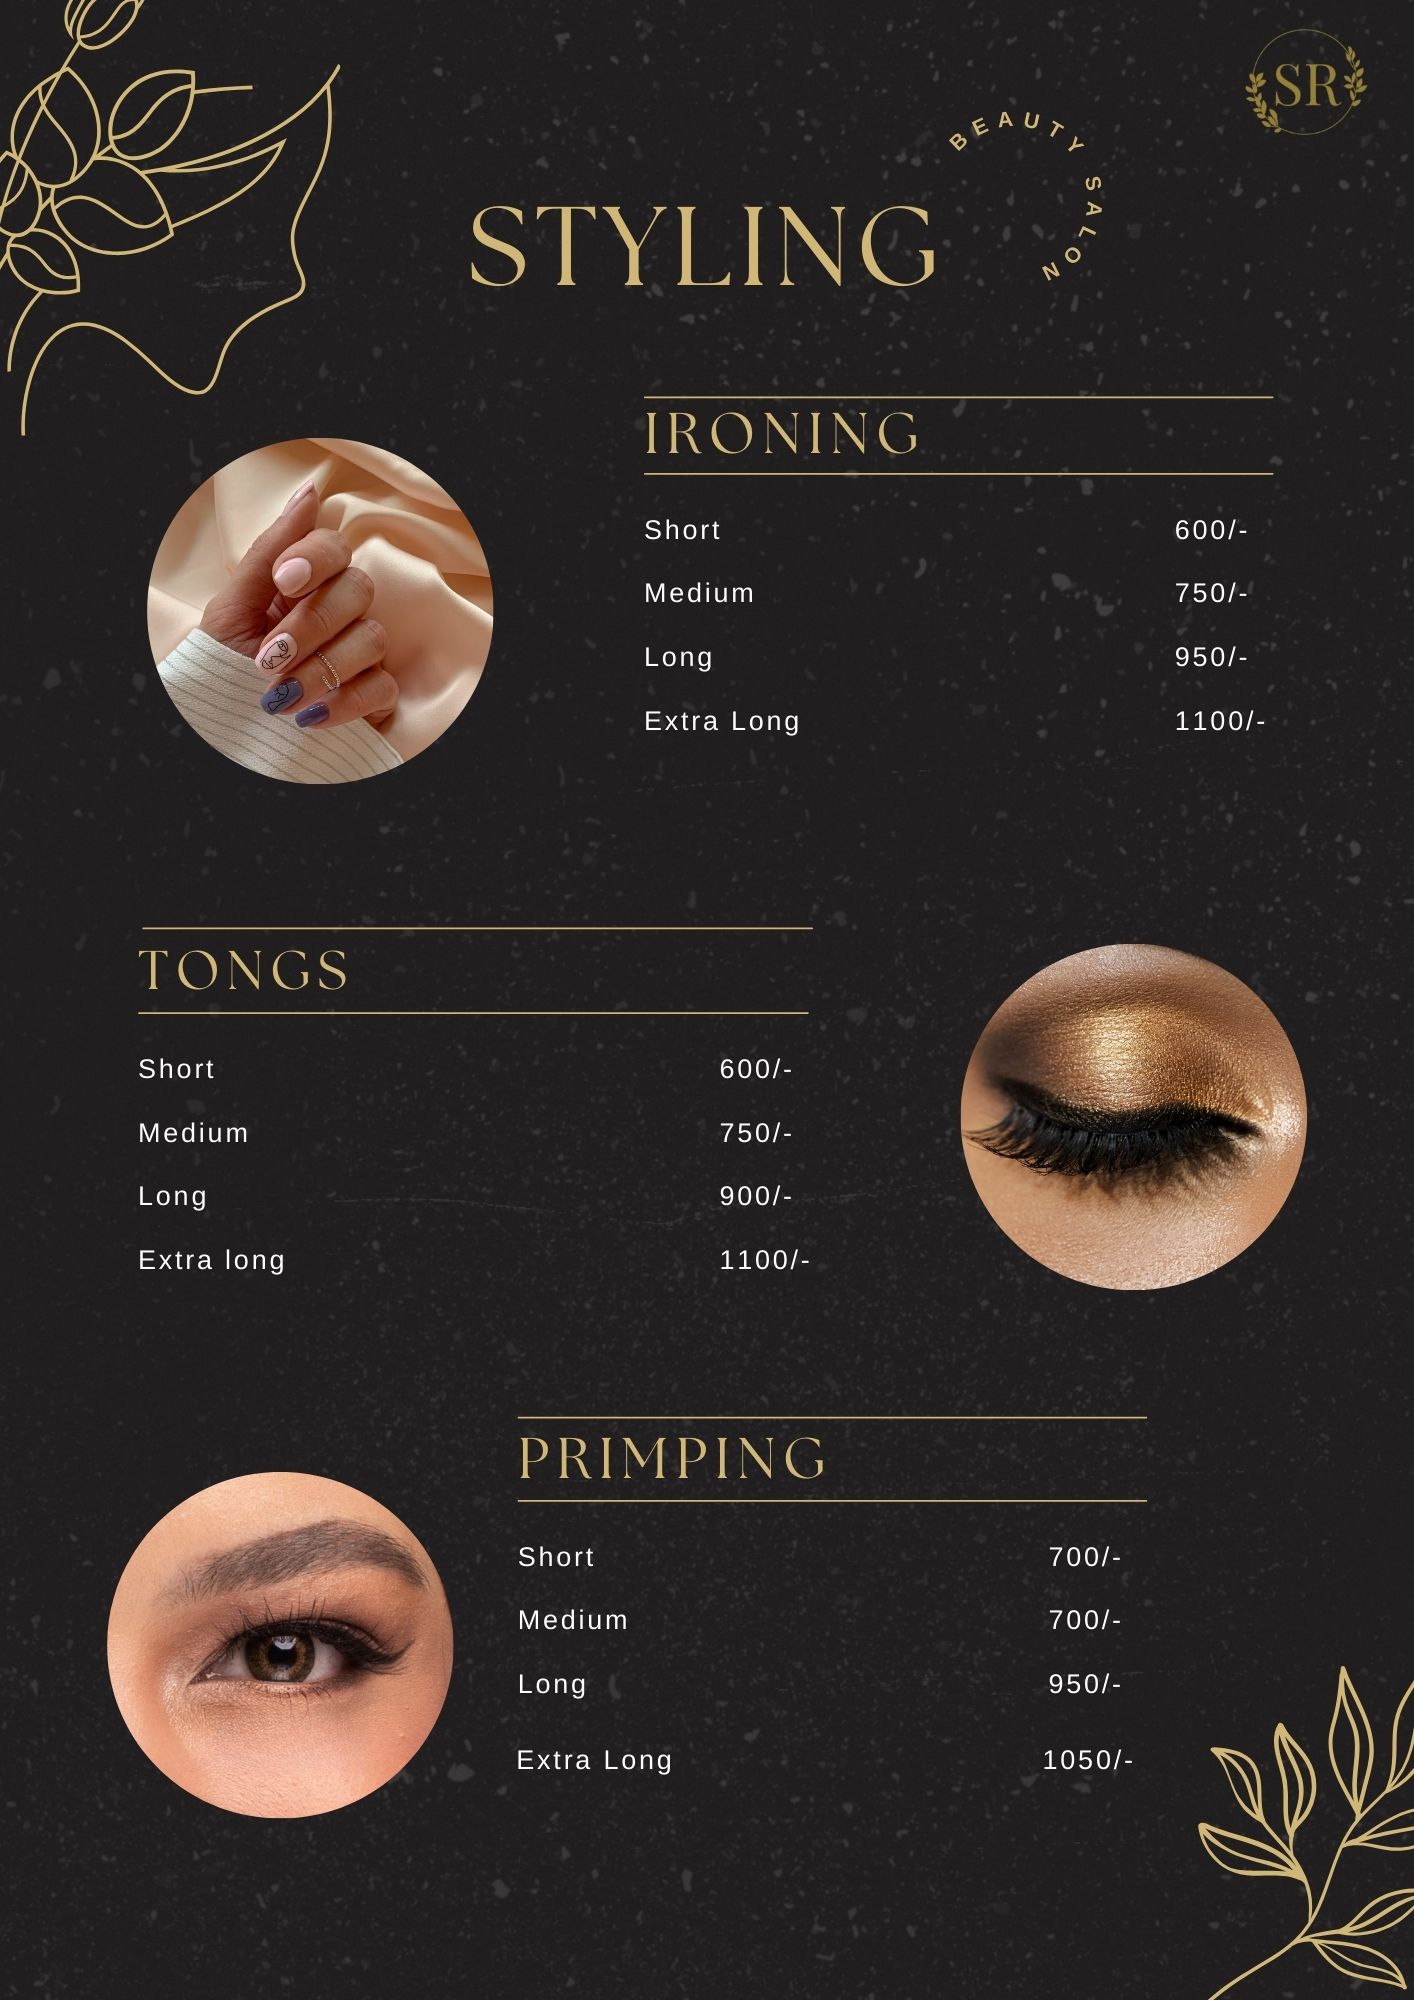 SR
BEAUTY SALON
STYLING
IRONING
Short 600/-
Medium 750/-
Long 950/-
Extra Long 1100/-
TONGS
Short 600/-
Medium 750/-
Long 900/-
Extra long 1100/-
PRIMPING
Short 700/-
Medium 700/-
Long 950/-
Extra Long 1050/-